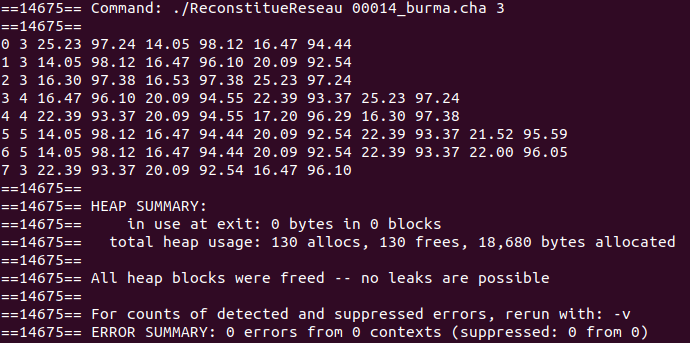 ==14675== Command: ./ReconstitueReseau 00014_burma.cha 3
==14675==
0 3 25.23 97.24 14.05 98.12 16.47 94.44
1 3 14.05 98.12 16.47 96.10 20.09 92.54
2 3 16.30 97.38 16.53 97.38 25.23 97.24
3 4 16.47 96.10 20.09 94.55 22.39 93.37 25.23 97.24
4 4 22.39 93.37 20.09 94.55 17.20 96.29 16.30 97.38
5 5 14.05 98.12 16.47 94.44 20.09 92.54 22.39 93.37 21.52 95.59
6 5 14.05 98.12 16.47 94.44 20.09 92.54 22.39 93.37 22.00 96.05
7 3 22.39 93.37 20.09 92.54 16.47 96.10
==14675==
==14675== HEAP SUMMARY:
==14675==     in use at exit: 0 bytes in 0 blocks
==14675==   total heap usage: 130 allocs, 130 frees, 18,680 bytes allocated
==14675==
==14675== All heap blocks were freed -- no leaks are possible
==14675==
==14675== For counts of detected and suppressed errors, rerun with: -v
==14675== ERROR SUMMARY: 0 errors from 0 contexts (suppressed: 0 from 0)